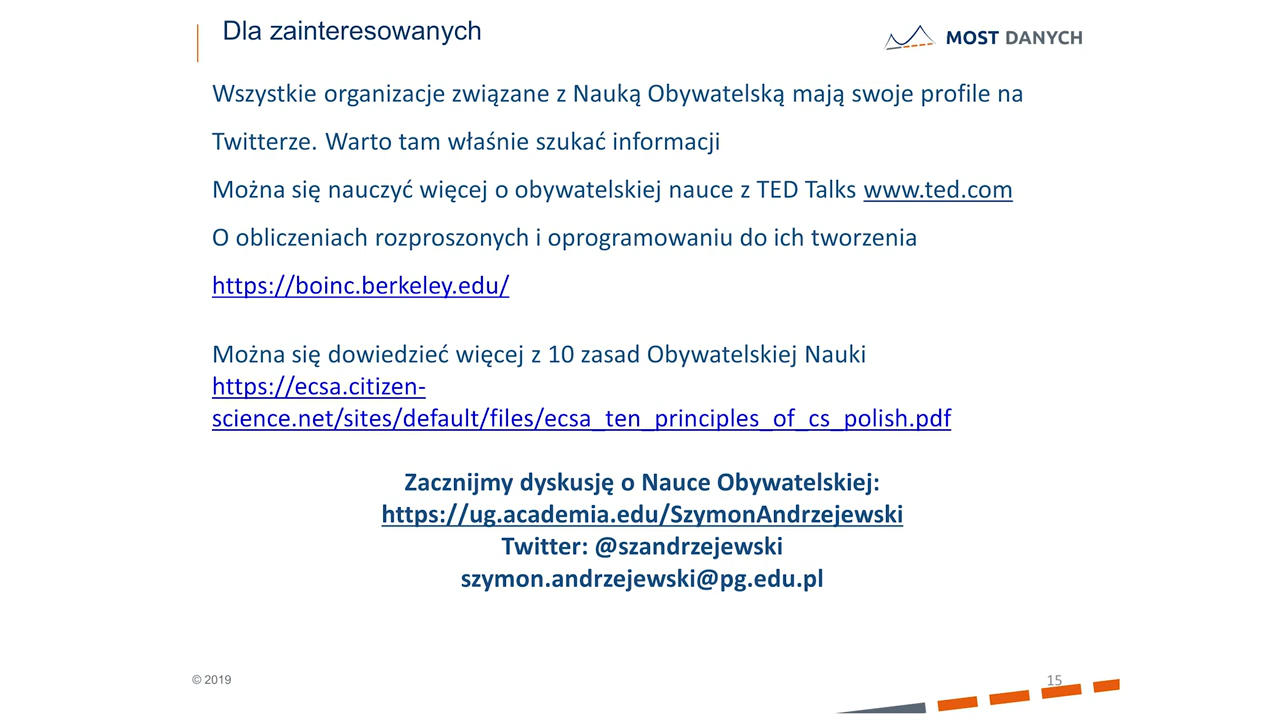 Dla zainteresowanych
MOST DANYCH
Wszystkie organizacje związane z Nauką Obywatelską mają swoje profile na
Twitterze. Warto tam właśnie szukać informacji
Można się nauczyć więcej o obywatelskiej nauce z TED Talks www.ted.com
O obliczeniach rozproszonych i oprogramowaniu do ich tworzenia
https://boinc.berkeley.edu/
Można się dowiedzieć więcej z 10 zasad Obywatelskiej Nauki
https://ecsa.citizen-
science.net/sites/default/files/ecsa_ten_principles_of_cs_polish.pdf
Zacznijmy dyskusję o Nauce Obywatelskiej:
https://ug.academia.edu/SzymonAndrzejewski
Twitter: @szandrzejewski
szymon.andrzejewski@pg.edu.pl
© 2019
15